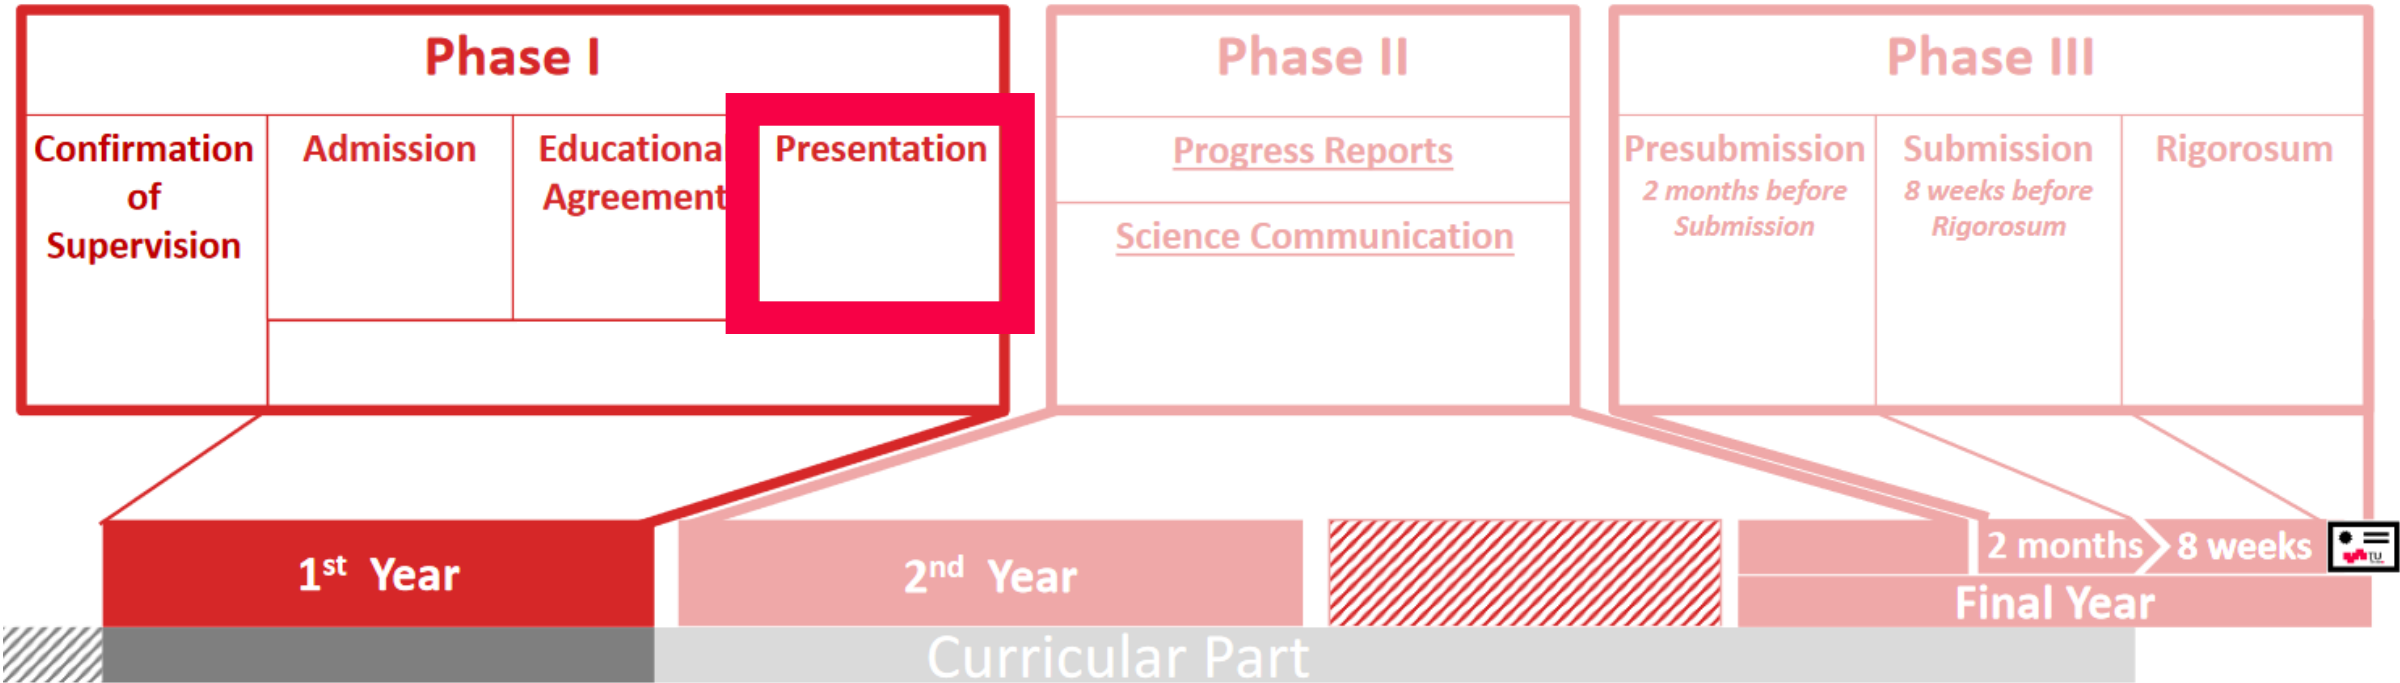 Phase I
Confirmation
of
Supervision
Admission
Educationa
Agreement
Presentation
Phase II
Progress Reports
Science Communication
Phase III
Presubmission
2 months before
Submission
Submission
8 weeks before
Rigorosum
Rigorosum
1st Year
2nd Year
2 months
8 weeks
TU
Final Year
Curricular Part